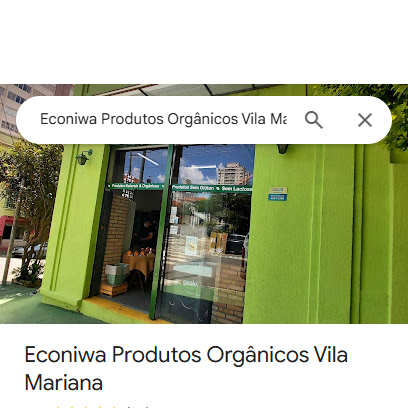 Econiwa Produtos Orgânicos Vila Ma
Produtos Naturais & Orgânicos
Produtos Sem Glúten
Sem Lactose
Econiwa Produtos Orgânicos Vila
Mariana